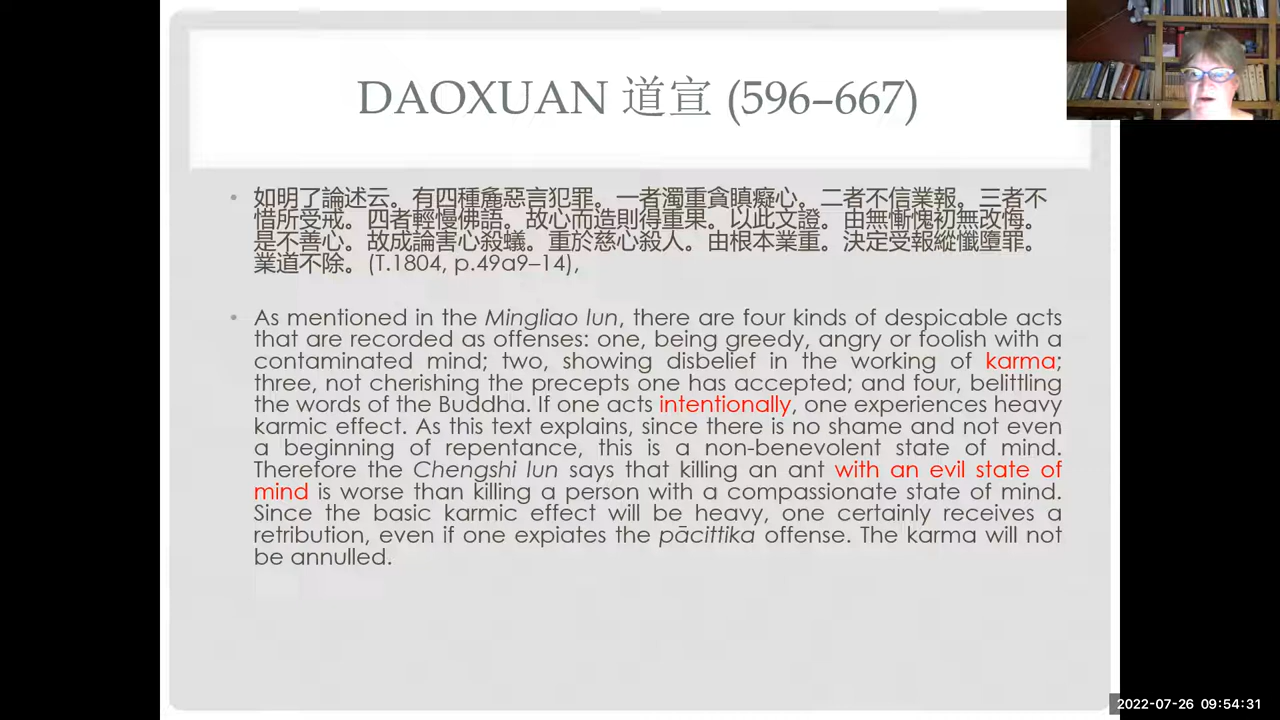 DAOXUAN 道宣 (596–667)
• 如明了論述云。有四種麁惡言犯罪。一者濁重貪瞋癡心。二者不信業報。三者不
惜所受戒。四者輕慢佛語。故心而造則得重果。以此文證。由無慚愧初無改悔。
是不善心。故成論害心殺蟻。重於慈心殺人。由根本業重。決定受報縱懺墮罪。
業道不除。(T.1804, p.49a9–14),
• As mentioned in the Mingliao lun, there are four kinds of despicable acts
that are recorded as offenses: one, being greedy, angry or foolish with a
contaminated mind; two, showing disbelief in the working of karma;
three, not cherishing the precepts one has accepted; and four, belittling
the words of the Buddha. If one acts intentionally, one experiences heavy
karmic effect. As this text explains, since there is no shame and not even
a beginning of repentance, this is a non-benevolent state of mind.
Therefore the Chengshi lun says that killing an ant with an evil state of
mind is worse than killing a person with a compassionate state of mind.
Since the basic karmic effect will be heavy, one certainly receives a
retribution, even if one expiates the pācittika offense. The karma will not
be annulled.
2022-07-26 09:54:31